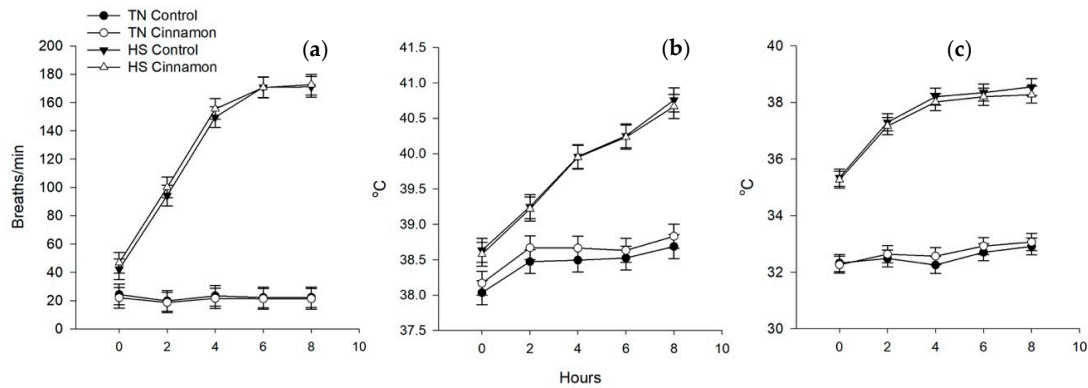 TN Control
TN Cinnamon
HS Control
HS Cinnamon
(a)
(b)
(c)
Breaths/min
200
180
160
140
120
100
80
60
40
20
0
0 2 4 6 8 10
°C
41.5
41.0
40.5
40.0
39.5
39.0
38.5
38.0
37.5
0 2 4 6 8 10
°C
40
38
36
34
32
30
0 2 4 6 8 10
Hours